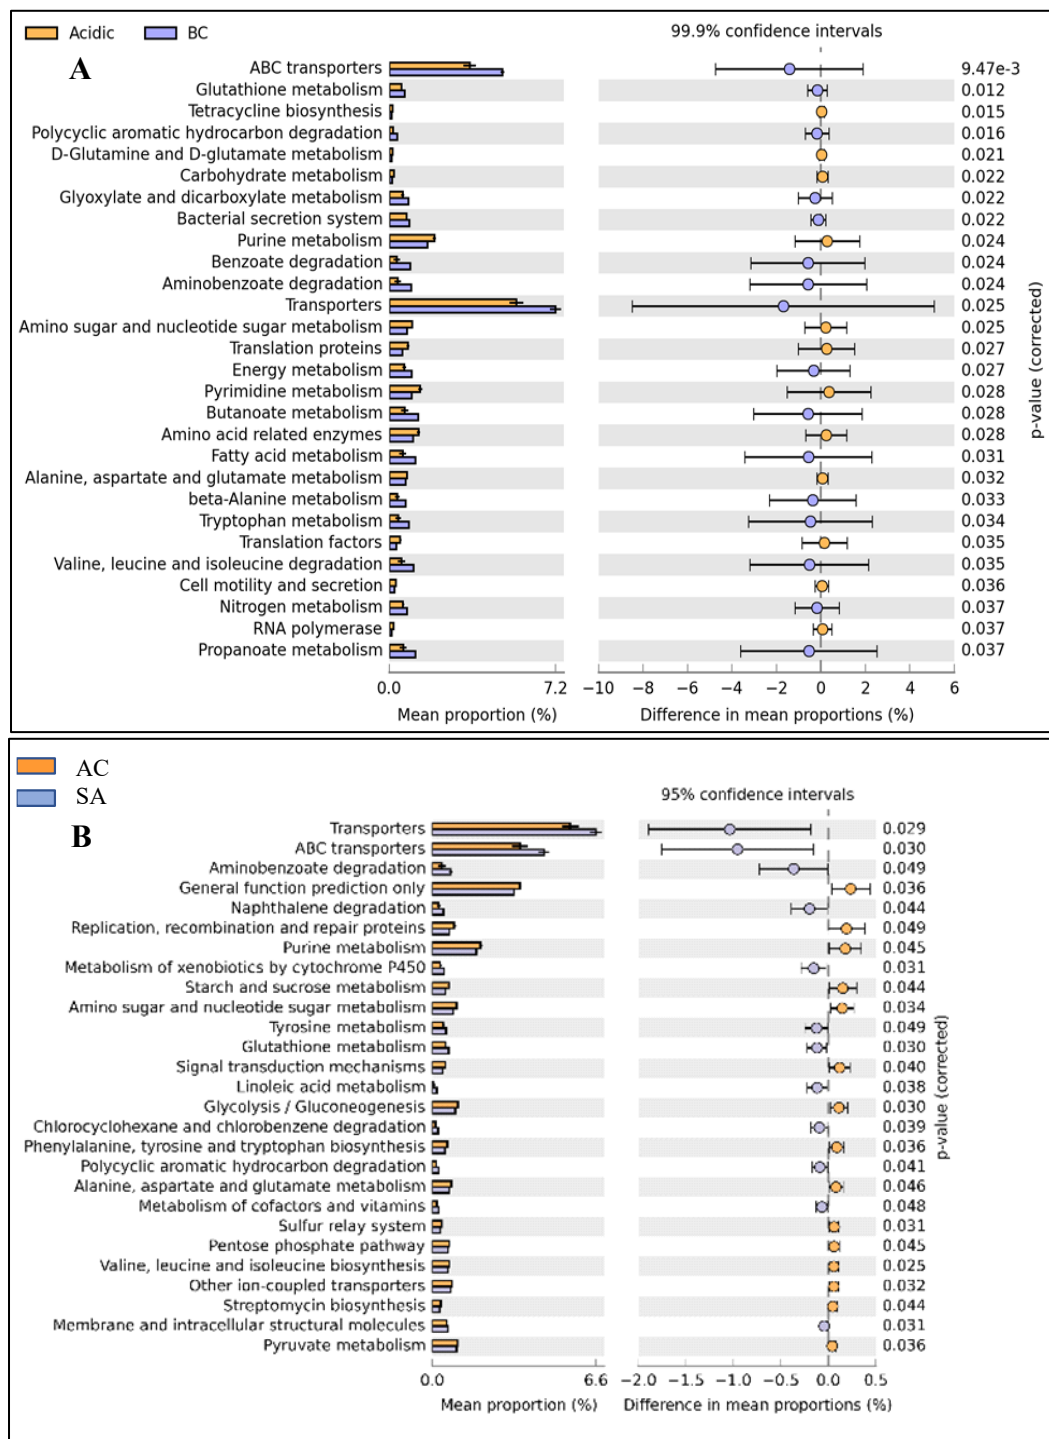 Acidic BC
99.9% confidence intervals
A
ABC transporters 9.47e-3
Glutathione metabolism 0.012
Tetracycline biosynthesis 0.015
Polycyclic aromatic hydrocarbon degradation 0.016
D-Glutamine and D-glutamate metabolism 0.021
Carbohydrate metabolism 0.022
Glyoxylate and dicarboxylate metabolism 0.022
Bacterial secretion system 0.022
Purine metabolism 0.024
Benzoate degradation 0.024
Aminobenzoate degradation 0.024
Transporters 0.025
Amino sugar and nucleotide sugar metabolism 0.025
Translation proteins 0.027
Energy metabolism 0.027
Pyrimidine metabolism 0.028
Butanoate metabolism 0.028
Amino acid related enzymes 0.028
Fatty acid metabolism 0.031
Alanine, aspartate and glutamate metabolism 0.032
beta-Alanine metabolism 0.033
Tryptophan metabolism 0.034
Translation factors 0.035
Valine, leucine and isoleucine degradation 0.035
Cell motility and secretion 0.036
Nitrogen metabolism 0.037
RNA polymerase 0.037
Propanoate metabolism 0.037
p-value (corrected)
0.0 7.2 −10 −8 −6 −4 −2 0 2 4 6
Mean proportion (%) Difference in mean proportions (%)
AC
SA
95% confidence intervals
B
Transporters 0.029
ABC transporters 0.030
Aminobenzoate degradation 0.049
General function prediction only 0.036
Naphthalene degradation 0.044
Replication, recombination and repair proteins 0.049
Purine metabolism 0.045
Metabolism of xenobiotics by cytochrome P450 0.031
Starch and sucrose metabolism 0.044
Amino sugar and nucleotide sugar metabolism 0.034
Tyrosine metabolism 0.049
Glutathione metabolism 0.030
Signal transduction mechanisms 0.040
Linoleic acid metabolism 0.038
Glycolysis / Gluconeogenesis 0.030
Chlorocyclohexane and chlorobenzene degradation 0.039
Phenylalanine, tyrosine and tryptophan biosynthesis 0.036
Polycyclic aromatic hydrocarbon degradation 0.041
Alanine, aspartate and glutamate metabolism 0.046
Metabolism of cofactors and vitamins 0.048
Sulfur relay system 0.031
Pentose phosphate pathway 0.045
Valine, leucine and isoleucine biosynthesis 0.025
Other ion-coupled transporters 0.032
Streptomycin biosynthesis 0.044
Membrane and intracellular structural molecules 0.031
Pyruvate metabolism 0.036
p-value (corrected)
0.0 6.6 −2.0 −1.5 −1.0 −0.5 0.0 0.5
Mean proportion (%) Difference in mean proportions (%)